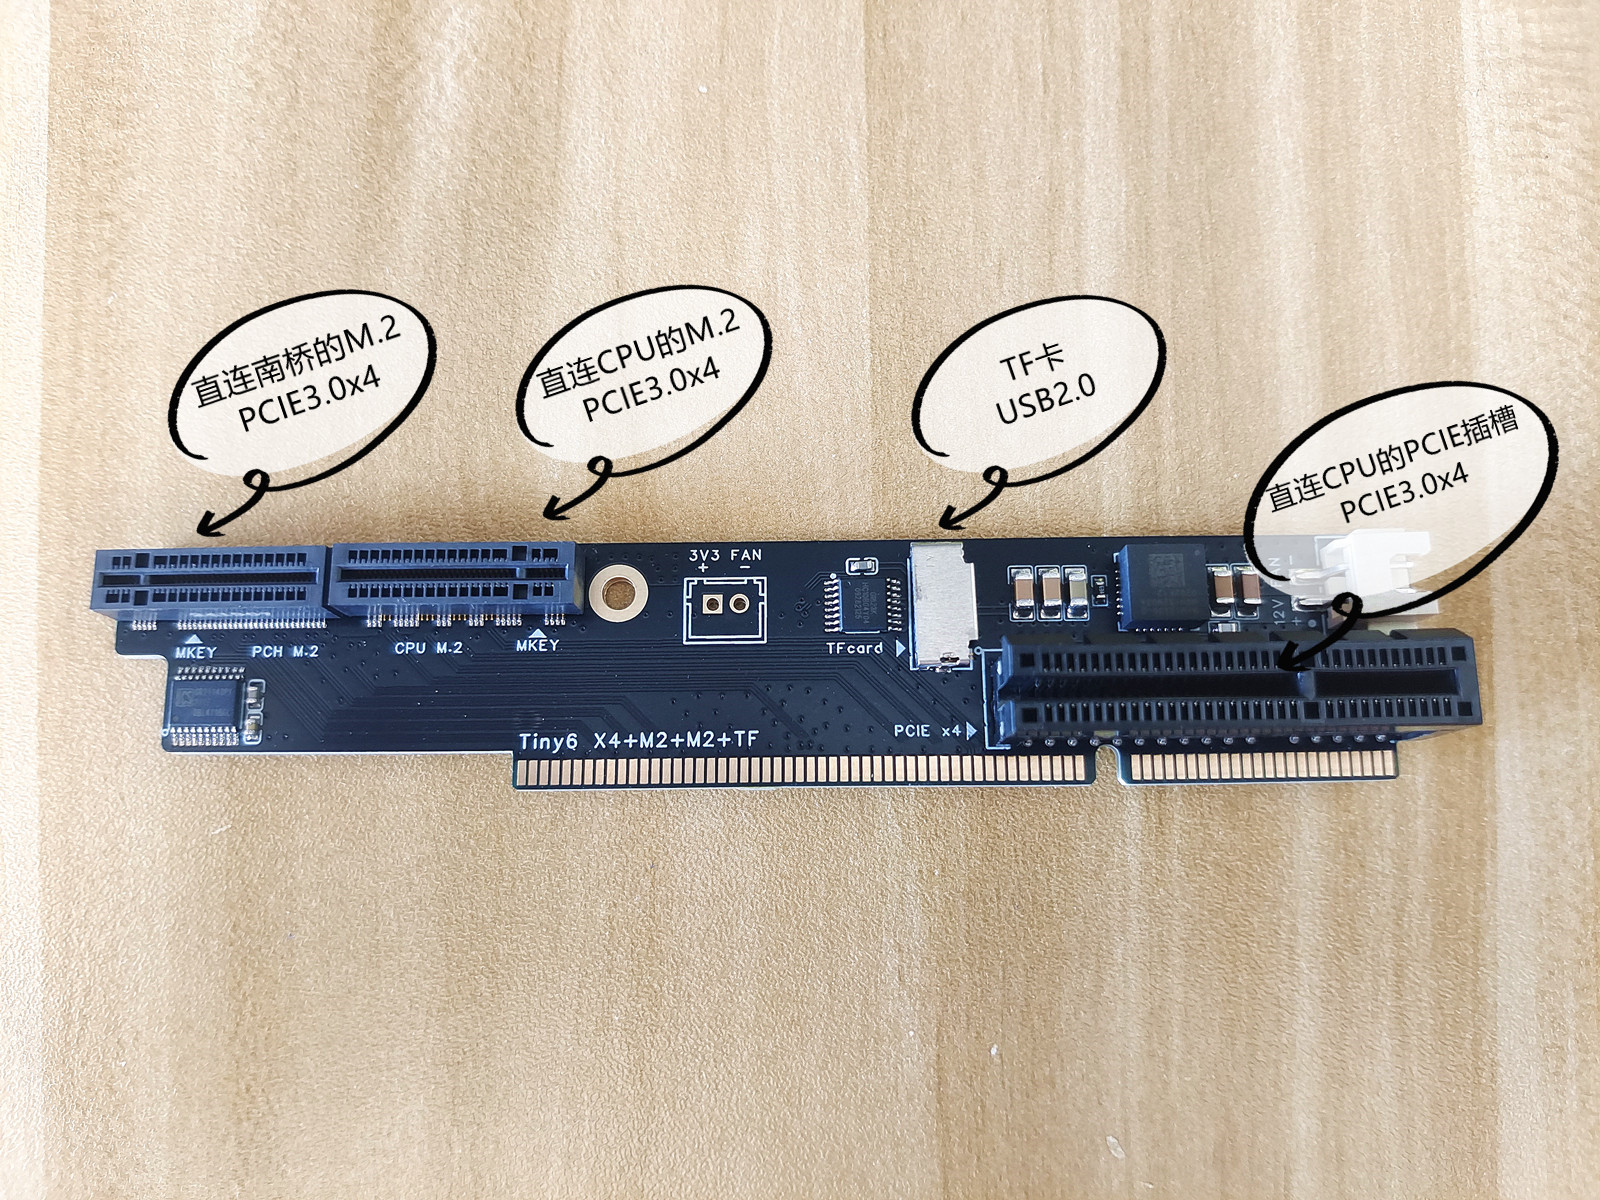 直连南桥的M.2
PCIE3.0x4
直连CPU的M.2
PCIE3.0x4
TF卡
USB2.0
直连CPU的PCIE插槽
PCIE3.0x4
3V3 FAN
+ -
12V
+
MKEY
PCH M.2
CPU M.2
MKEY
TFcard
PCIE x4
Tiny6 X4+M2+M2+TF